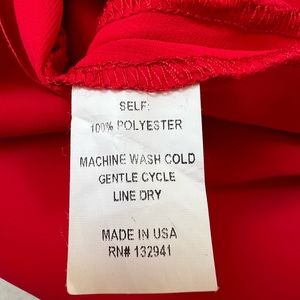 SELF:
100% POLYESTER
MACHINE WASH COLD
GENTLE CYCLE
LINE DRY
MADE IN USA
RN# 132941